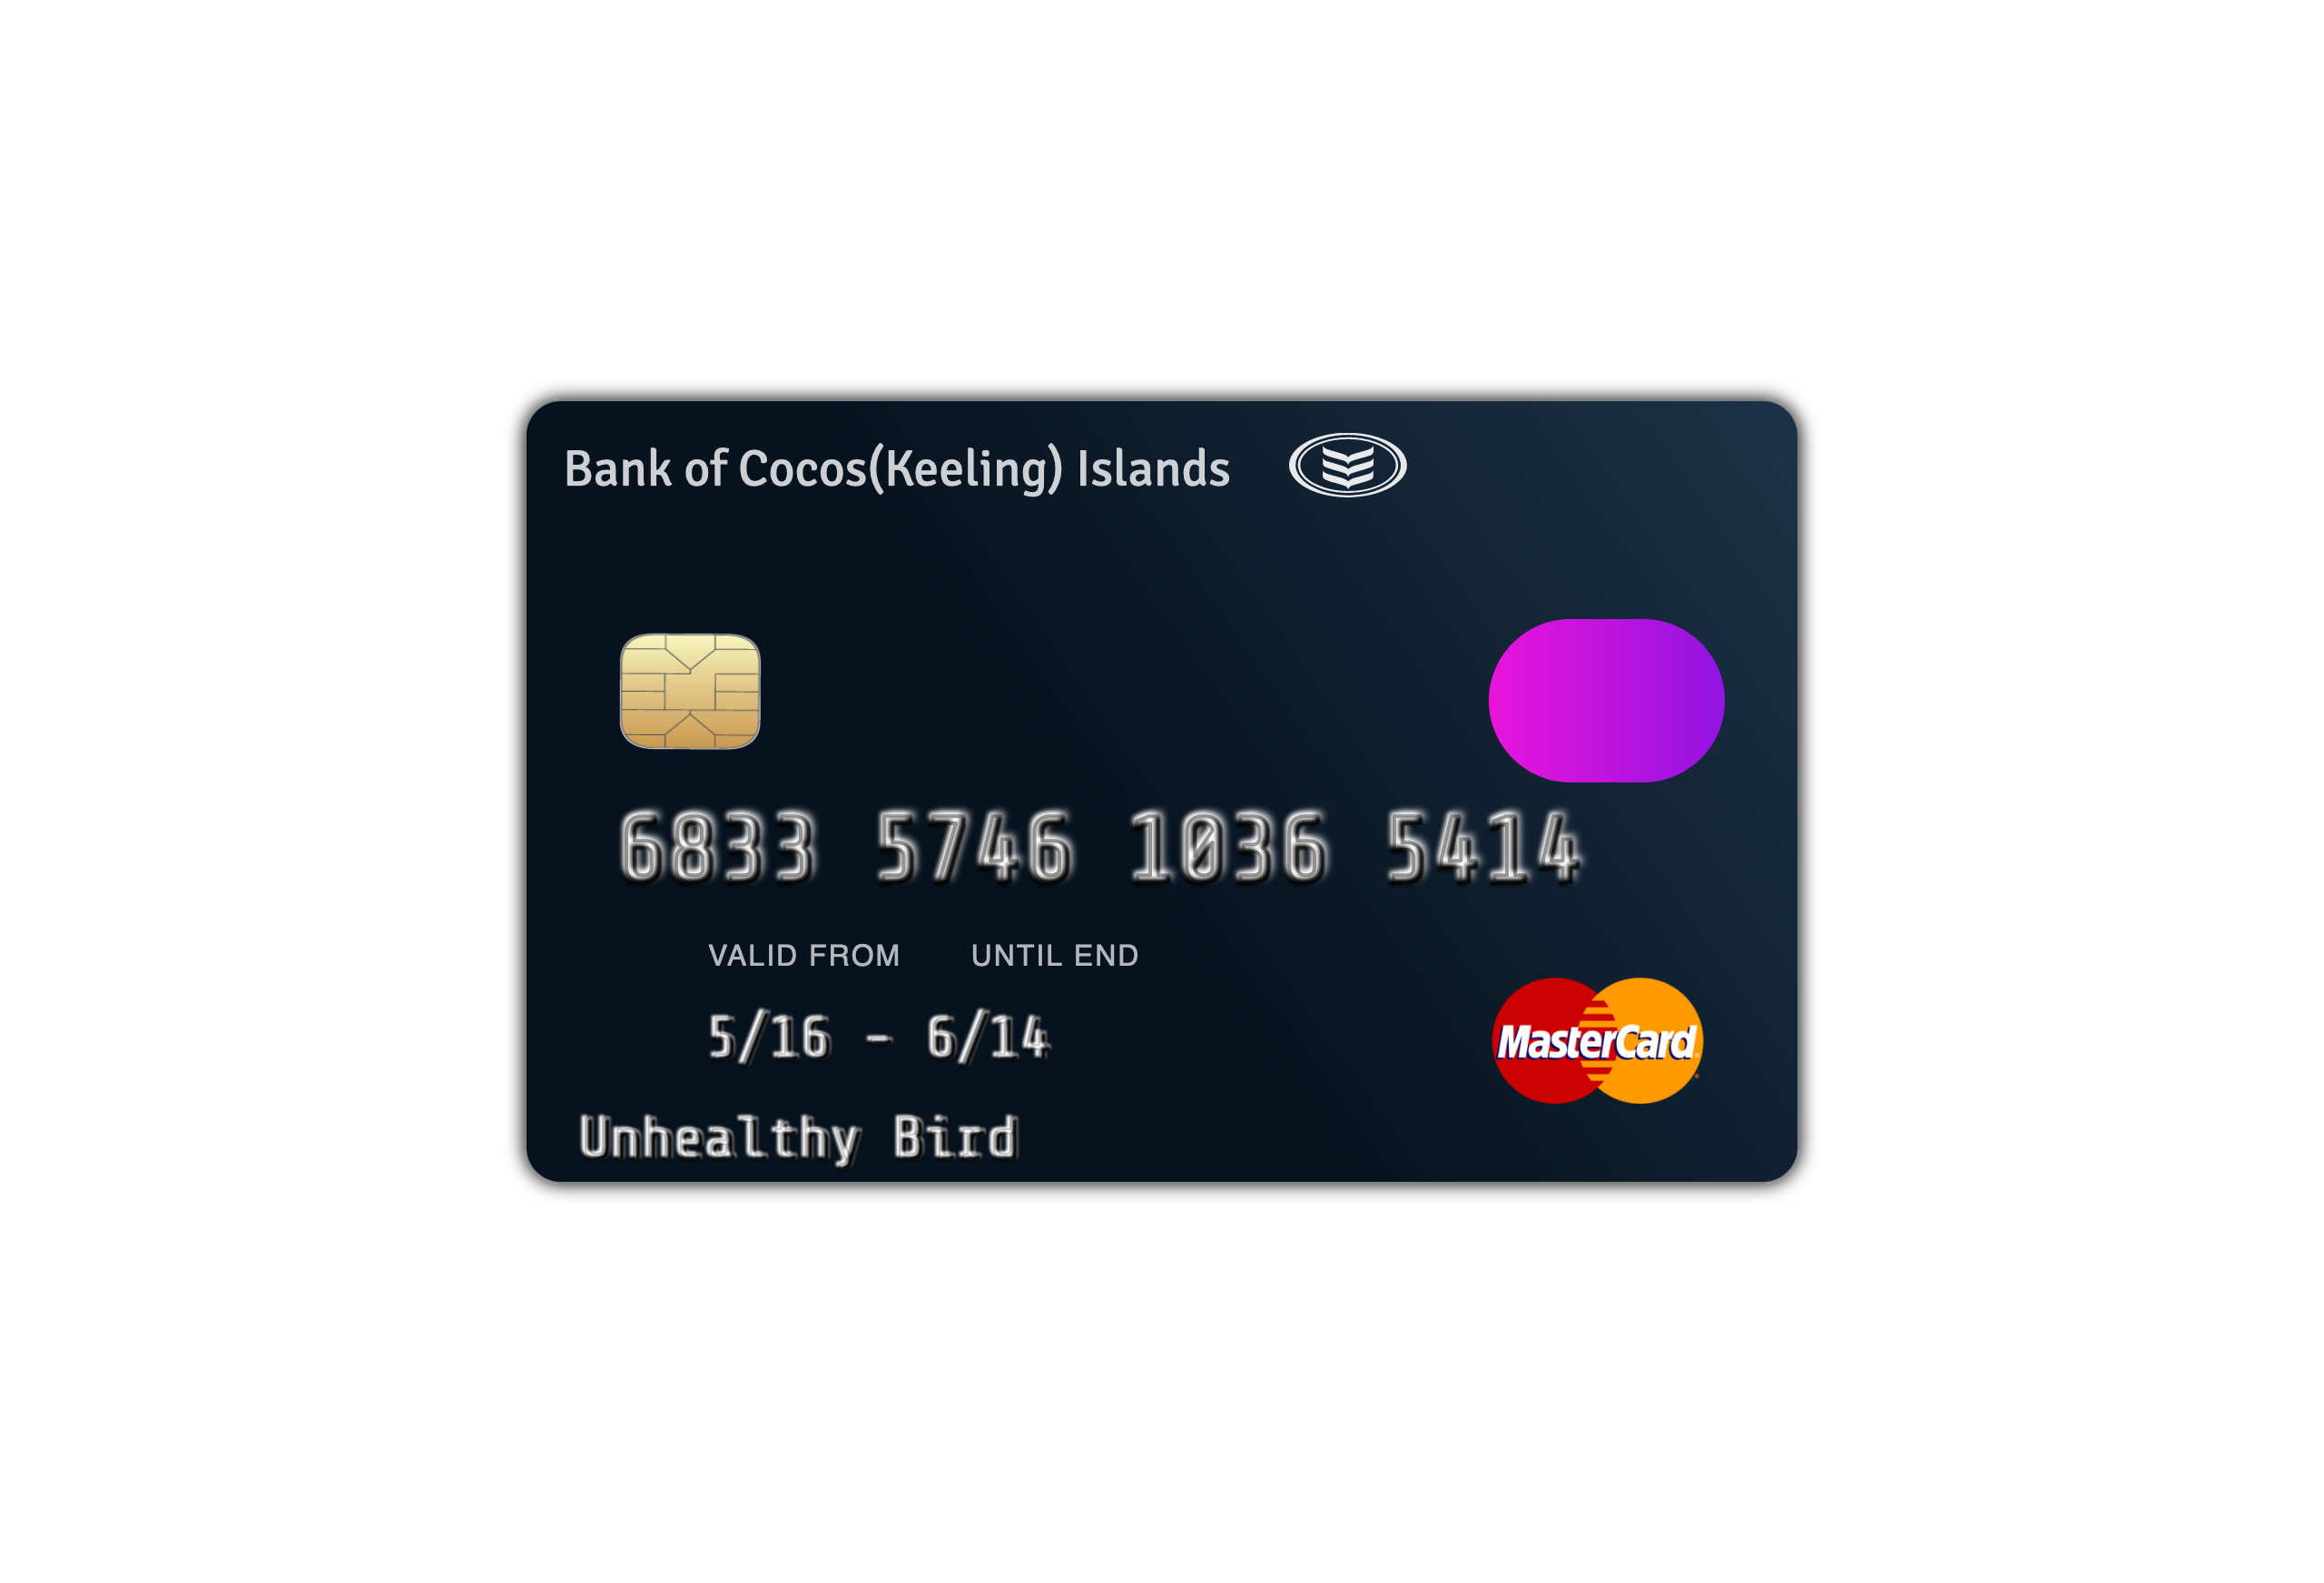 Bank of Cocos(Keeling) Islands
6833 5746 1036 5414
VALID FROM UNTIL END
5/16 - 6/14
MasterCard
Unhealthy Bird